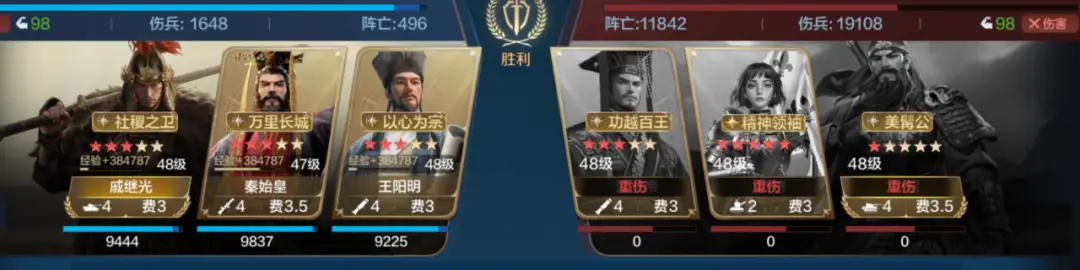 98 伤兵: 1648 阵亡:496
胜利
阵亡:11842 伤兵: 19108 98 伤害
社稷之卫
经验+384787 48级
戚继光
4 费3
9444
万里长城
经验+384787 47级
秦始皇
4 费3.5
9837
以心为宗
经验+384787 48级
王阳明
4 费3
9225
功越百王
48级
重伤
4 费3
0
精神领袖
48级
重伤
2 费3
0
美髯公
48级
重伤
4 费3.5
0